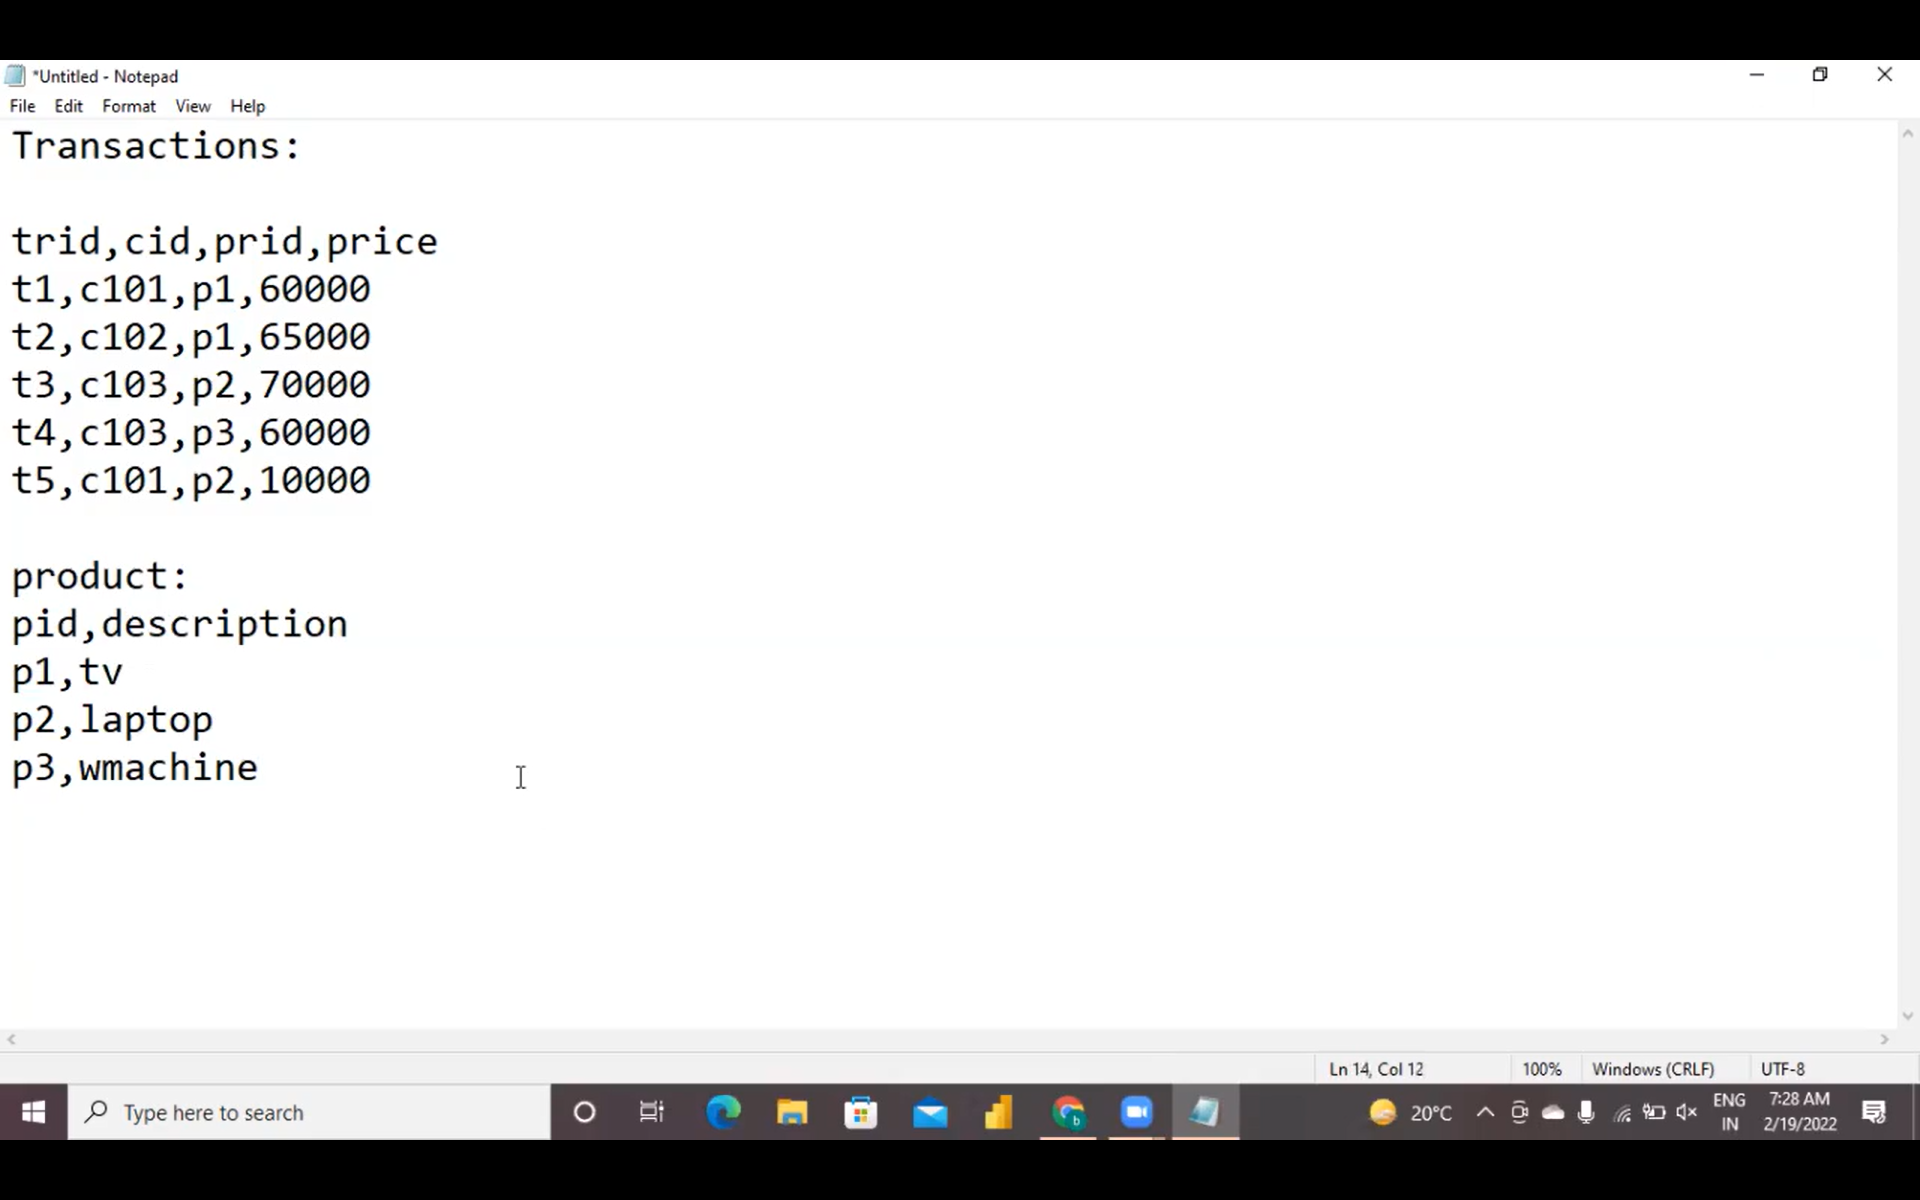 *Untitled - Notepad
File Edit Format View Help
Transactions:
trid,cid,prid,price
t1,c101,p1,60000
t2,c102,p1,65000
t3,c103,p2,70000
t4,c103,p3,60000
t5,c101,p2,10000
product:
pid,description
p1,tv
p2,laptop
p3,wmachine
Ln 14, Col 12 100% Windows (CRLF) UTF-8
Type here to search 20°C ENG 7:28 AM
IN 2/19/2022